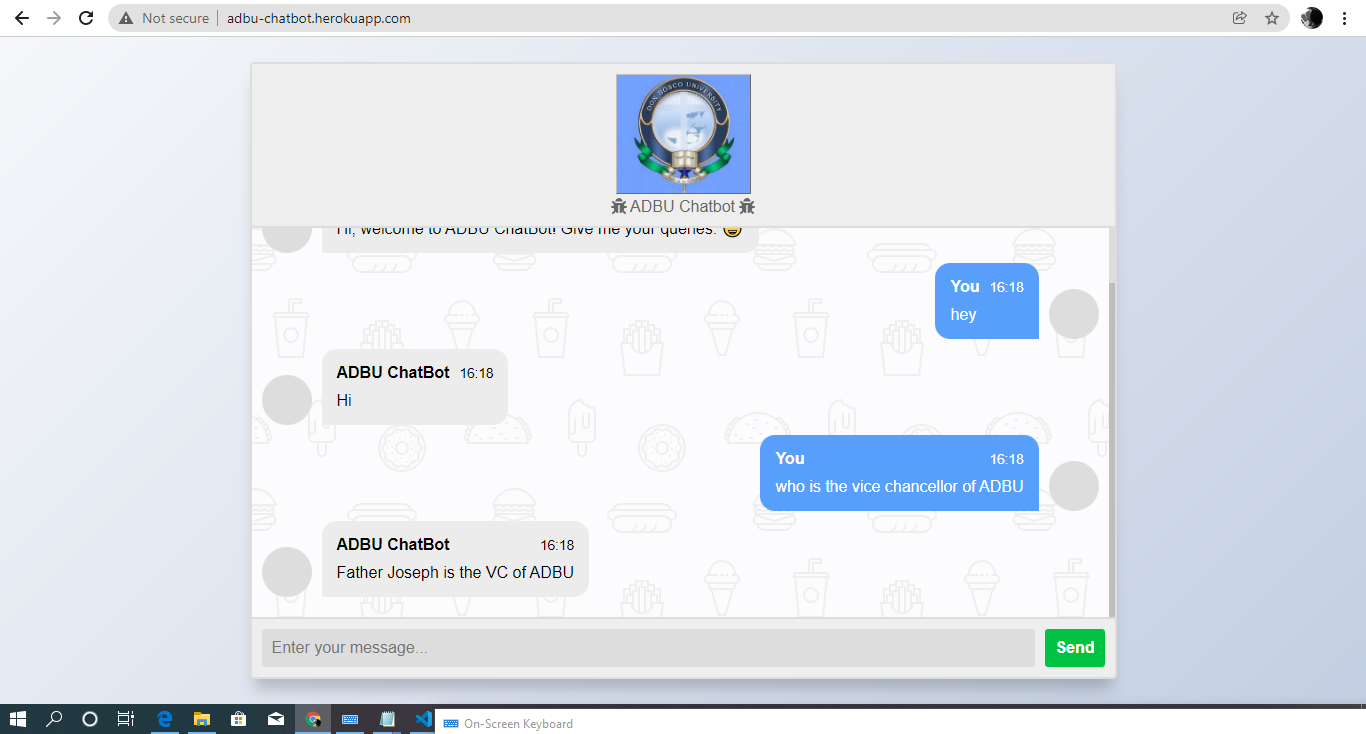 Not secure
adbu-chatbot.herokuapp.com
DON BOSCO UNIVERSITY
ADBU Chatbot
Hi, welcome to ADBU ChatBot! Give me your queries. 😄
You 16:18
hey
ADBU ChatBot 16:18
Hi
You 16:18
who is the vice chancellor of ADBU
ADBU ChatBot 16:18
Father Joseph is the VC of ADBU
Enter your message...
Send
On-Screen Keyboard